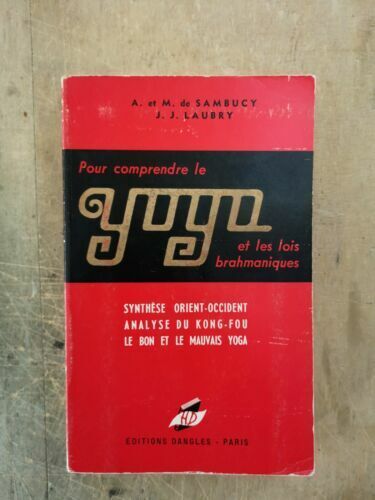 A. et M. de SAMBUCY
J. J. LAUBRY
Pour comprendre le
yoga
et les lois
brahmaniques
SYNTHÈSE ORIENT-OCCIDENT
ANALYSE DU KONG-FOU
LE BON ET LE MAUVAIS YOGA
HD
EDITIONS DANGLES - PARIS